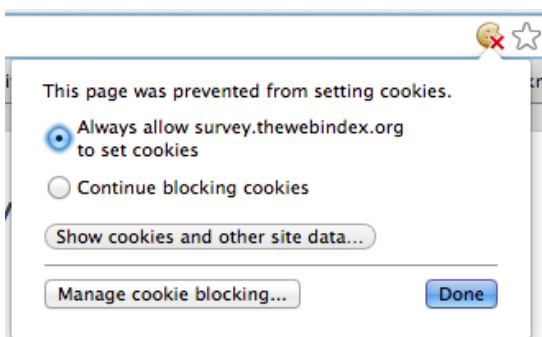 This page was prevented from setting cookies.
Always allow survey.thewebindex.org
to set cookies
Continue blocking cookies
Show cookies and other site data...
Manage cookie blocking...
Done